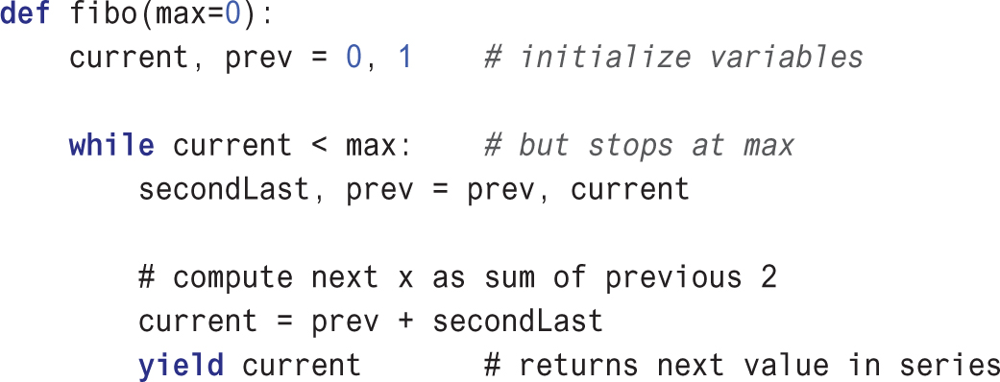 def fibo(max=0):
    current, prev = 0, 1    # initialize variables
    while current < max:    # but stops at max
        secondLast, prev = prev, current
        # compute next x as sum of previous 2
        current = prev + secondLast
        yield current       # returns next value in series